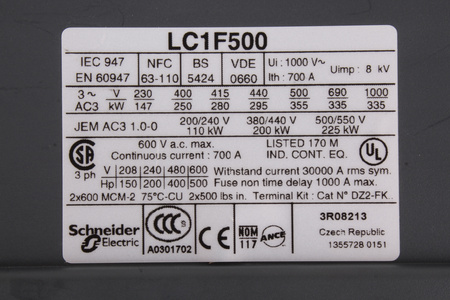 LC1F500
IEC 947 NFC BS VDE Ui : 1000 V~ Uimp : 8 kV
EN 60947 63-110 5424 0660 Ith : 700 A
3~ V 230 400 415 440 500 690 1000
AC3 kW 147 250 280 295 355 335 335
JEM AC3 1.0-0 200/240 V 380/440 V 500/550 V
110 kW 200 kW 225 kW
600 V a.c. max. LISTED 170 M
Continuous current : 700 A IND. CONT. EQ.
SA UL
3 ph V 208 240 480 600 Withstand current 30000 A rms sym.
Hp 150 200 400 500 Fuse non time delay 1000 A max.
2x600 MCM-2 75°C-CU 2x500 lbs in. Terminal Kit : Cat N° DZ2-FK
Schneider Electric
CCC
A0301702
CE
NOM ANCE
117
3R08213
Czech Republic
1355728 0151